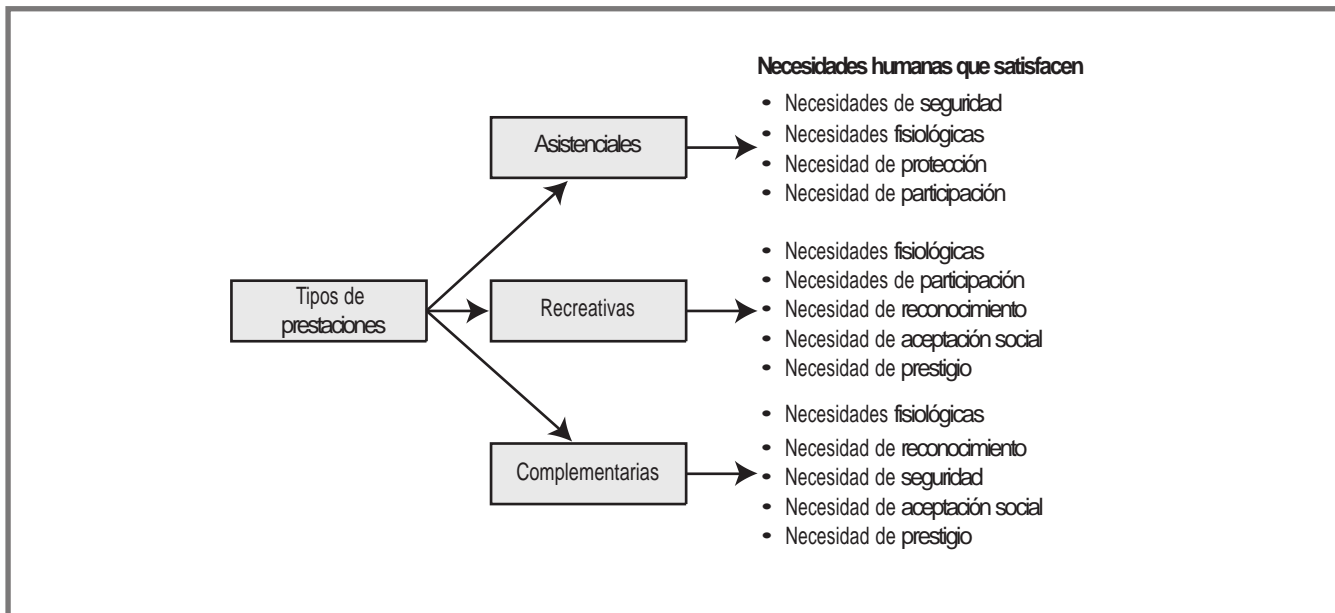 Necesidades humanas que satisfacen
• Necesidades de seguridad
• Necesidades fisiológicas
• Necesidad de protección
• Necesidad de participación
Asistenciales
• Necesidades fisiológicas
• Necesidades de participación
• Necesidad de reconocimiento
• Necesidad de aceptación social
• Necesidad de prestigio
Tipos de
prestaciones
Recreativas
• Necesidades fisiológicas
• Necesidad de reconocimiento
• Necesidad de seguridad
• Necesidad de aceptación social
• Necesidad de prestigio
Complementarias